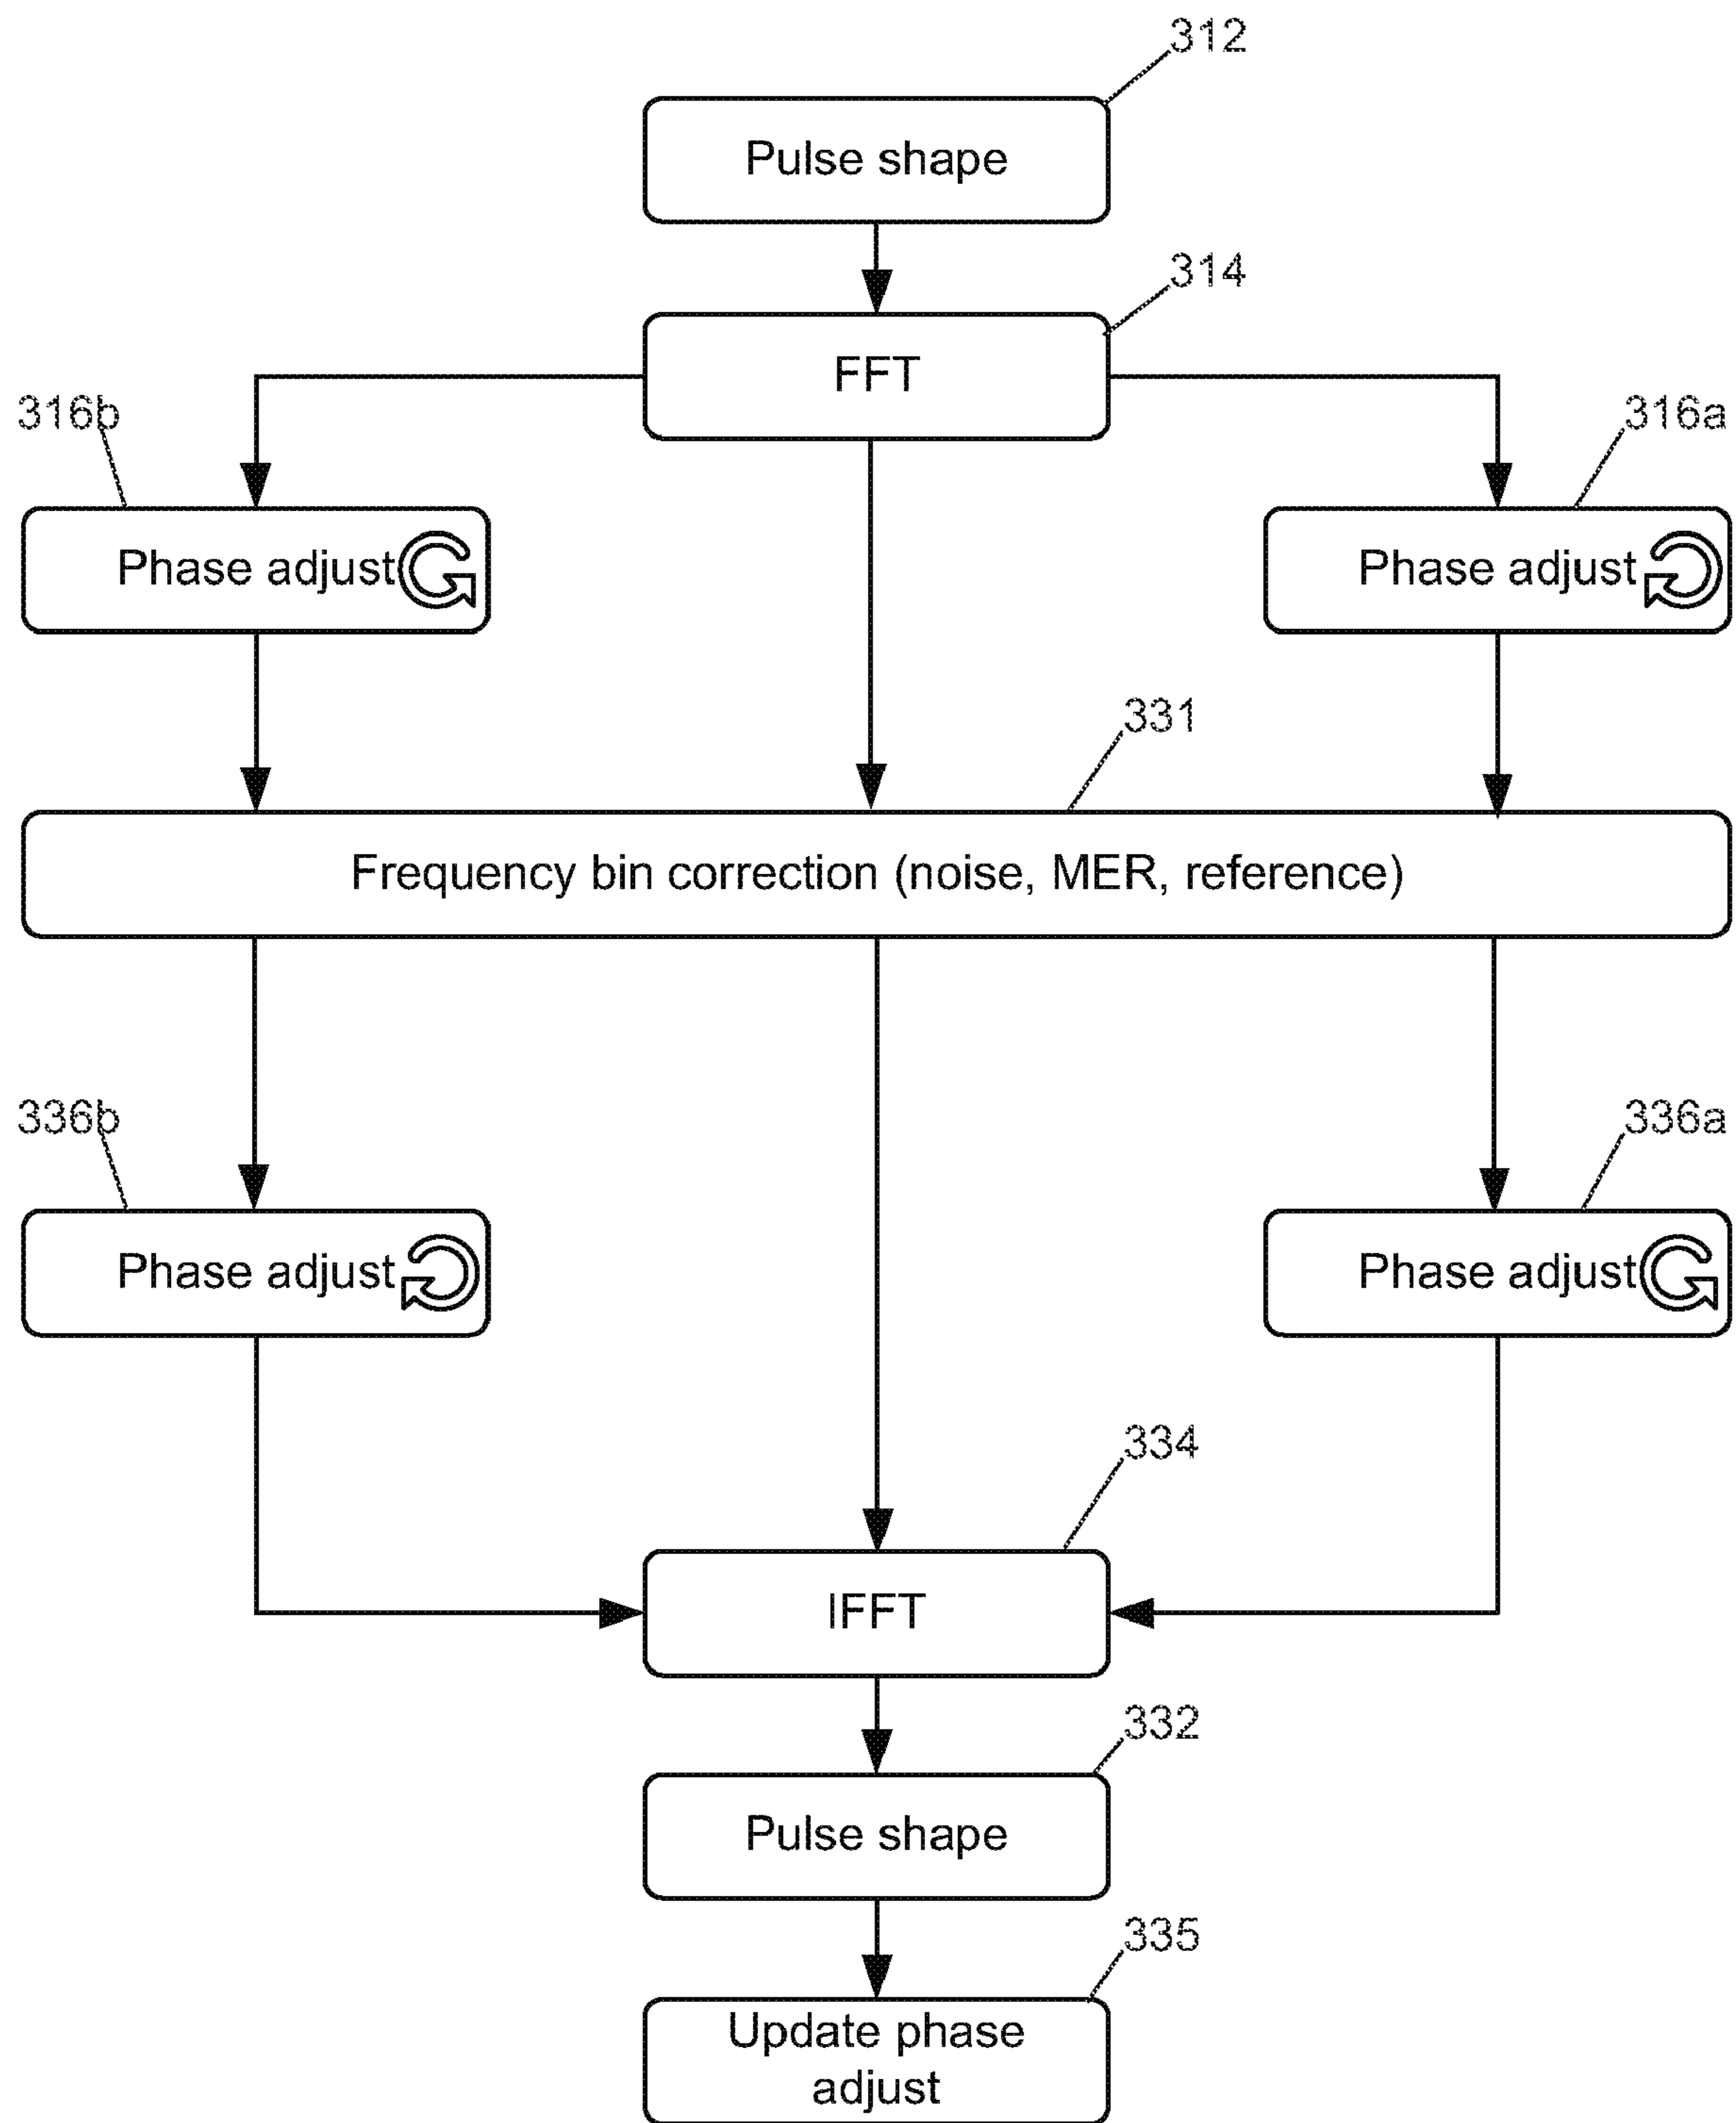 312
Pulse shape
314
FFT
316b
316a
Phase adjust
Phase adjust
331
Frequency bin correction (noise, MER, reference)
336b
336a
Phase adjust
Phase adjust
334
IFFT
332
Pulse shape
335
Update phase
adjust